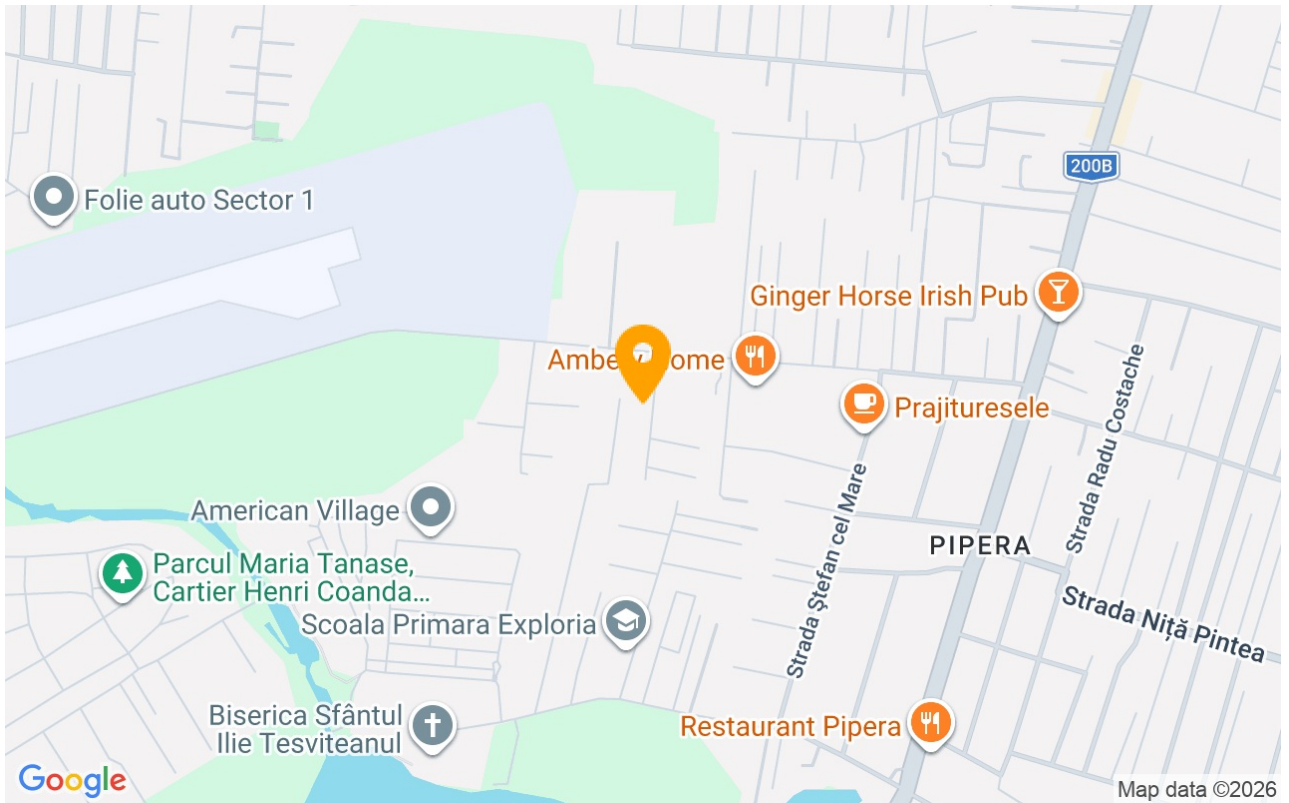 200B
Folie auto Sector 1
Ginger Horse Irish Pub
Strada Radu Costache
Prajituresele
American Village
Strada Ștefan cel Mare
PIPERA
Parcul Maria Tanase,
Cartier Henri Coanda...
Strada Niță Pintea
Scoala Primara Exploria
Biserica Sfântul
Ilie Tesviteanul
Restaurant Pipera
Google
Map data ©2026